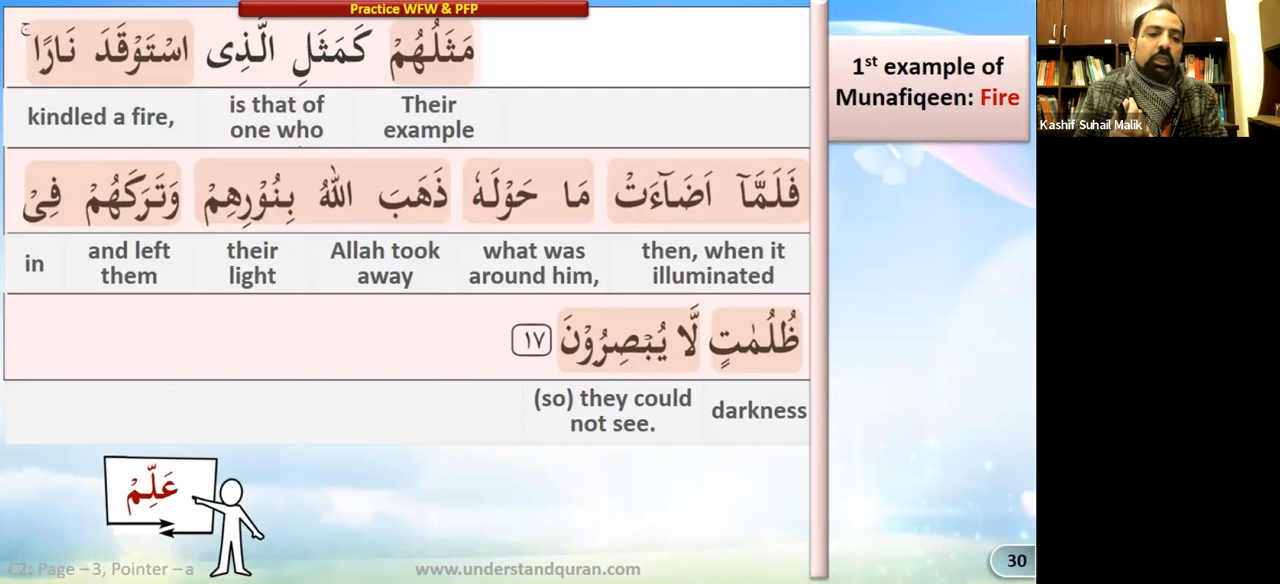 Practice WFW & PFP
مَثَلُهُمْ كَمَثَلِ الَّذِى اسْتَوْقَدَ نَارًا ۚ
Their example
is that of one who
kindled a fire,
فَلَمَّآ اَضَآءَتْ مَا حَوْلَهٗ ذَهَبَ اللّٰهُ بِنُوْرِهِمْ وَتَرَكَهُمْ فِىْ
then, when it illuminated
what was around him,
Allah took away
their light
and left them
in
ظُلُمٰتٍ لَّا يُبْصِرُوْنَ ١٧
darkness
(so) they could not see.
1st example of
Munafiqeen: Fire
Kashif Suhail Malik
عَلِّمْ
C2: Page – 3, Pointer – a
www.understandquran.com
30